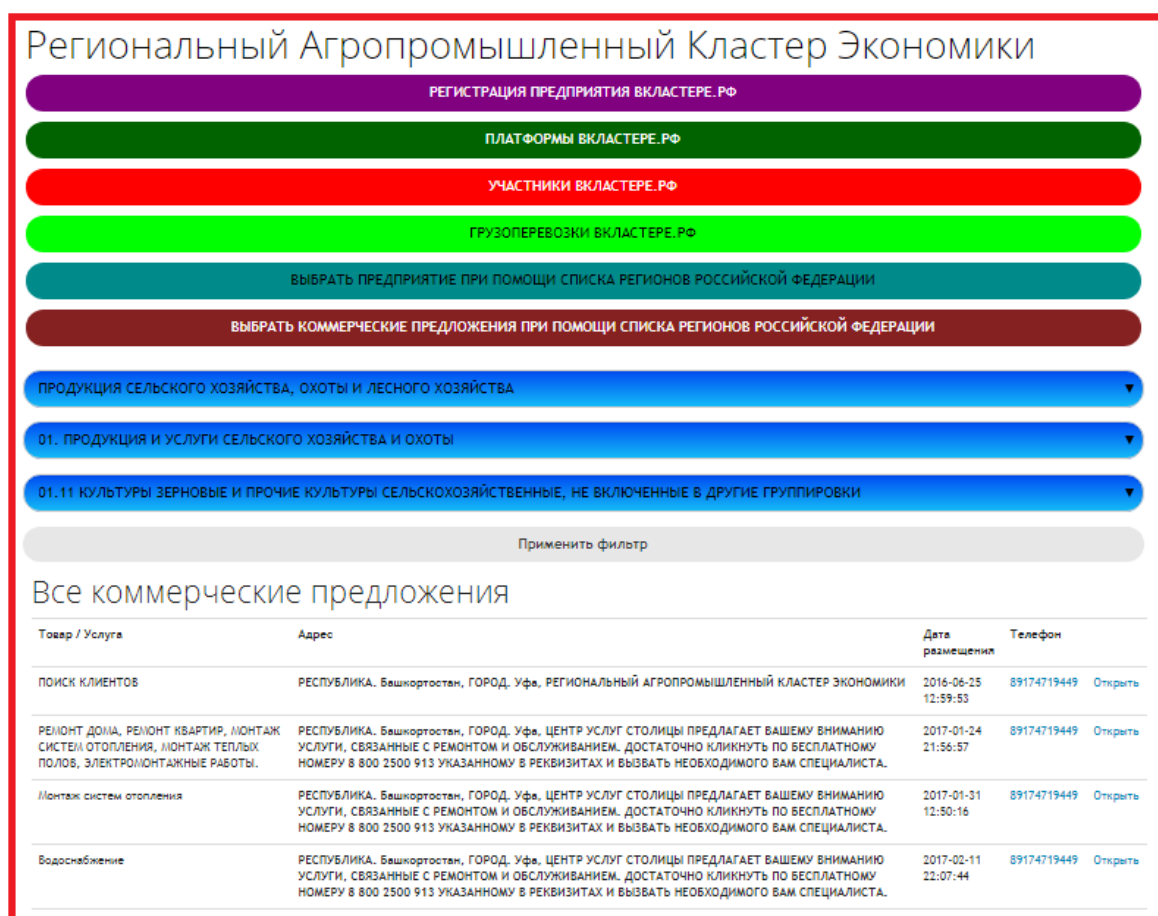 Региональный Агропромышленный Кластер Экономики
РЕГИСТРАЦИЯ ПРЕДПРИЯТИЯ ВКЛАСТЕРЕ.РФ
ПЛАТФОРМЫ ВКЛАСТЕРЕ.РФ
УЧАСТНИКИ ВКЛАСТЕРЕ.РФ
ГРУЗОПЕРЕВОЗКИ ВКЛАСТЕРЕ.РФ
ВЫБРАТЬ ПРЕДПРИЯТИЕ ПРИ ПОМОЩИ СПИСКА РЕГИОНОВ РОССИЙСКОЙ ФЕДЕРАЦИИ
ВЫБРАТЬ КОММЕРЧЕСКИЕ ПРЕДЛОЖЕНИЯ ПРИ ПОМОЩИ СПИСКА РЕГИОНОВ РОССИЙСКОЙ ФЕДЕРАЦИИ
ПРОДУКЦИЯ СЕЛЬСКОГО ХОЗЯЙСТВА, ОХОТЫ И ЛЕСНОГО ХОЗЯЙСТВА
01. ПРОДУКЦИЯ И УСЛУГИ СЕЛЬСКОГО ХОЗЯЙСТВА И ОХОТЫ
01.11 КУЛЬТУРЫ ЗЕРНОВЫЕ И ПРОЧИЕ КУЛЬТУРЫ СЕЛЬСКОХОЗЯЙСТВЕННЫЕ, НЕ ВКЛЮЧЕННЫЕ В ДРУГИЕ ГРУППИРОВКИ
Применить фильтр
Все коммерческие предложения
Товар / Услуга
Адрес
Дата
размещения
Телефон
ПОИСК КЛИЕНТОВ
РЕСПУБЛИКА. Башкортостан, ГОРОД. Уфа, РЕГИОНАЛЬНЫЙ АГРОПРОМЫШЛЕННЫЙ КЛАСТЕР ЭКОНОМИКИ
2016-06-25
12:59:53
89174719449
Открыть
РЕМОНТ ДОМА, РЕМОНТ КВАРТИР, МОНТАЖ
СИСТЕМ ОТОПЛЕНИЯ, МОНТАЖ ТЕПЛЫХ
ПОЛОВ, ЭЛЕКТРОМОНТАЖНЫЕ РАБОТЫ.
РЕСПУБЛИКА. Башкортостан, ГОРОД. Уфа, ЦЕНТР УСЛУГ СТОЛИЦЫ ПРЕДЛАГАЕТ ВАШЕМУ ВНИМАНИЮ
УСЛУГИ, СВЯЗАННЫЕ С РЕМОНТОМ И ОБСЛУЖИВАНИЕМ. ДОСТАТОЧНО КЛИКНУТЬ ПО БЕСПЛАТНОМУ
НОМЕРУ 8 800 2500 913 УКАЗАННОМУ В РЕКВИЗИТАХ И ВЫЗВАТЬ НЕОБХОДИМОГО ВАМ СПЕЦИАЛИСТА.
2017-01-24
21:56:57
89174719449
Открыть
Монтаж систем отопления
РЕСПУБЛИКА. Башкортостан, ГОРОД. Уфа, ЦЕНТР УСЛУГ СТОЛИЦЫ ПРЕДЛАГАЕТ ВАШЕМУ ВНИМАНИЮ
УСЛУГИ, СВЯЗАННЫЕ С РЕМОНТОМ И ОБСЛУЖИВАНИЕМ. ДОСТАТОЧНО КЛИКНУТЬ ПО БЕСПЛАТНОМУ
НОМЕРУ 8 800 2500 913 УКАЗАННОМУ В РЕКВИЗИТАХ И ВЫЗВАТЬ НЕОБХОДИМОГО ВАМ СПЕЦИАЛИСТА.
2017-01-31
12:50:16
89174719449
Открыть
Водоснабжение
РЕСПУБЛИКА. Башкортостан, ГОРОД. Уфа, ЦЕНТР УСЛУГ СТОЛИЦЫ ПРЕДЛАГАЕТ ВАШЕМУ ВНИМАНИЮ
УСЛУГИ, СВЯЗАННЫЕ С РЕМОНТОМ И ОБСЛУЖИВАНИЕМ. ДОСТАТОЧНО КЛИКНУТЬ ПО БЕСПЛАТНОМУ
НОМЕРУ 8 800 2500 913 УКАЗАННОМУ В РЕКВИЗИТАХ И ВЫЗВАТЬ НЕОБХОДИМОГО ВАМ СПЕЦИАЛИСТА.
2017-02-11
22:07:44
89174719449
Открыть